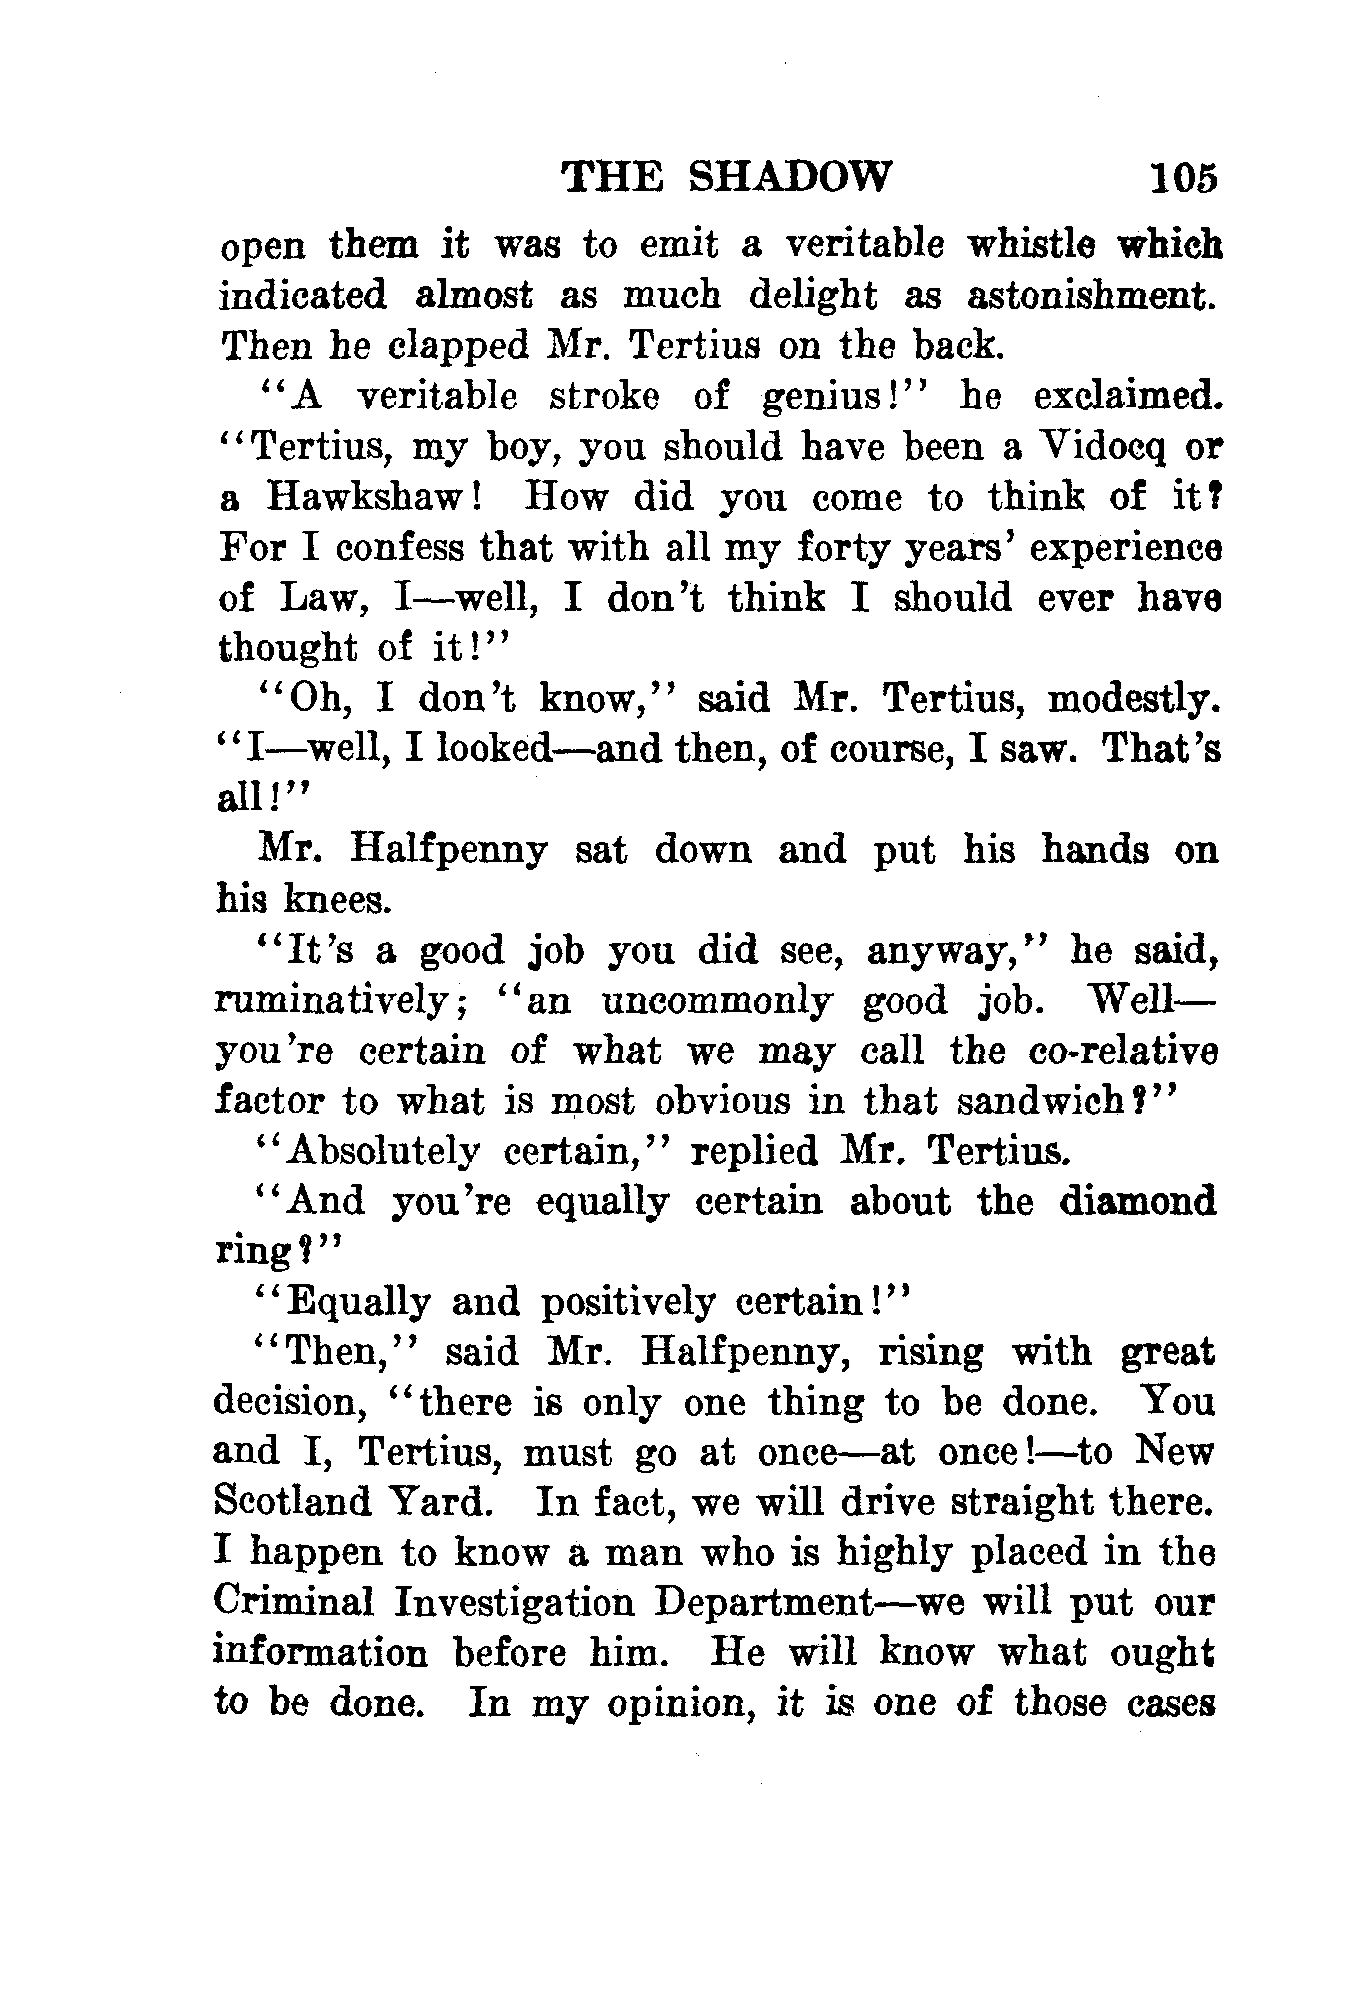 THE SHADOW 105
open them it was to emit a veritable whistle which
indicated almost as much delight as astonishment.
Then he clapped Mr. Tertius on the back.
"A veritable stroke of genius!" he exclaimed.
"Tertius, my boy, you should have been a Vidocq or
a Hawkshaw! How did you come to think of it?
For I confess that with all my forty years' experience
of Law, I—well, I don't think I should ever have
thought of it!"
"Oh, I don't know," said Mr. Tertius, modestly.
"I—well, I looked—and then, of course, I saw. That's
all!"
Mr. Halfpenny sat down and put his hands on
his knees.
"It's a good job you did see, anyway," he said,
ruminatively; "an uncommonly good job. Well—
you're certain of what we may call the co-relative
factor to what is most obvious in that sandwich?"
"Absolutely certain," replied Mr. Tertius.
"And you're equally certain about the diamond
ring?"
"Equally and positively certain!"
"Then," said Mr. Halfpenny, rising with great
decision, "there is only one thing to be done. You
and I, Tertius, must go at once—at once!—to New
Scotland Yard. In fact, we will drive straight there.
I happen to know a man who is highly placed in the
Criminal Investigation Department—we will put our
information before him. He will know what ought
to be done. In my opinion, it is one of those cases